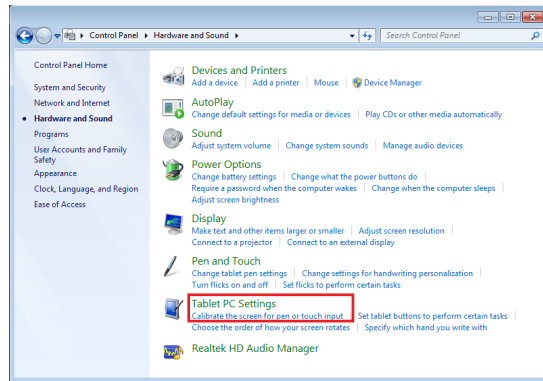 Control Panel Hardware and Sound Search Control Panel
Control Panel Home
System and Security
Network and Internet
Hardware and Sound
Programs
User Accounts and Family
Safety
Appearance
Clock, Language, and Region
Ease of Access
Devices and Printers
Add a device Add a printer Mouse Device Manager
AutoPlay
Change default settings for media or devices Play CDs or other media automatically
Sound
Adjust system volume Change system sounds Manage audio devices
Power Options
Change battery settings Change what the power buttons do
Require a password when the computer wakes Change when the computer sleeps
Adjust screen brightness
Display
Make text and other items larger or smaller Adjust screen resolution
Connect to a projector Connect to an external display
Pen and Touch
Change tablet pen settings Change settings for handwriting personalization
Turn flicks on and off Set flicks to perform certain tasks
Tablet PC Settings
Calibrate the screen for pen or touch input Set tablet buttons to perform certain tasks
Choose the order of how your screen rotates Specify which hand you write with
Realtek HD Audio Manager